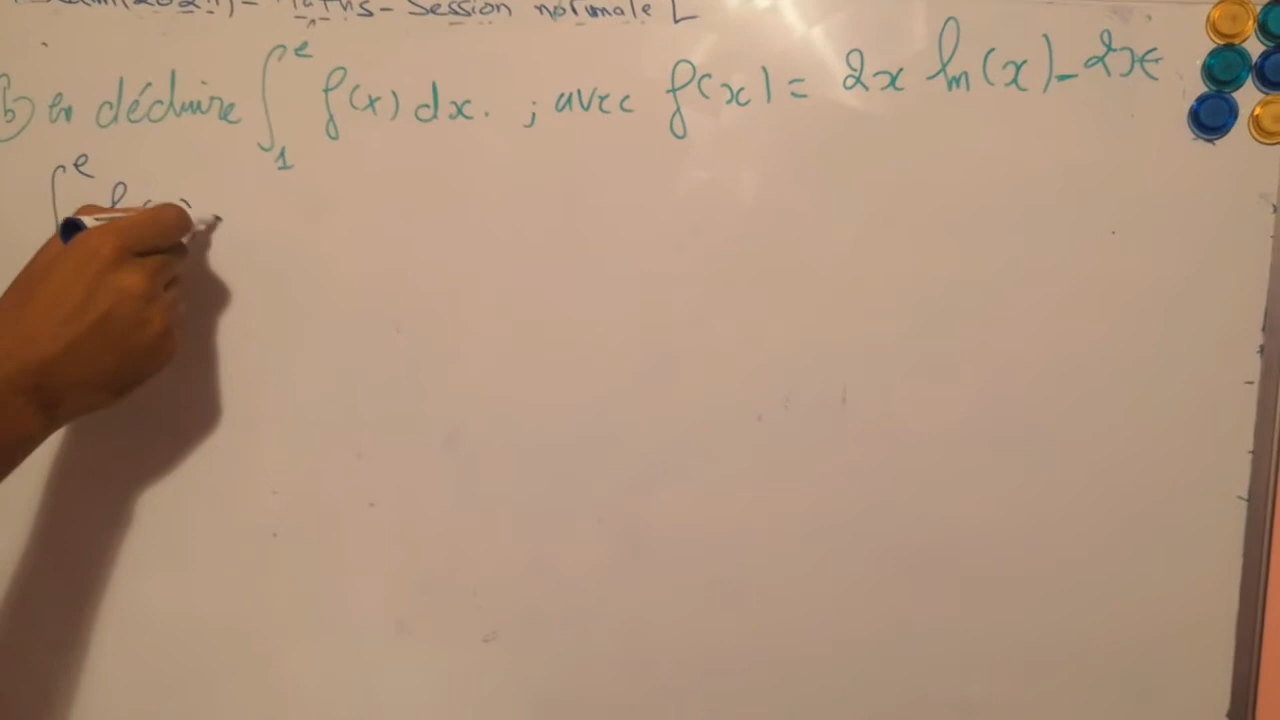 Maths - Session normale L
b) en déduire ∫₁ᵉ f(x) dx. ; avec f(x) = 2x ln(x) - 2x
∫ᵉ f(x)